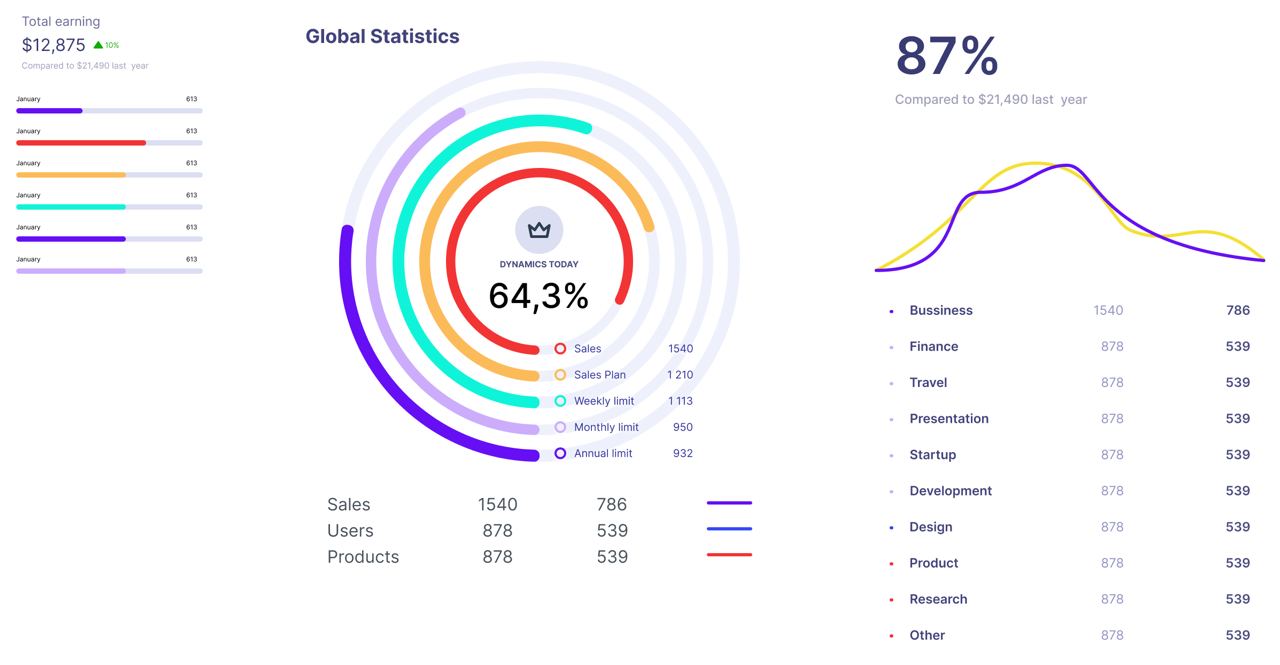 Total earning
$12,875 10%
Compared to $21,490 last  year
January 613
January 613
January 613
January 613
January 613
January 613
Global Statistics
DYNAMICS TODAY
64,3%
Sales 1540
Sales Plan 1 210
Weekly limit 1 113
Monthly limit 950
Annual limit 932
Sales 1540 786
Users 878 539
Products 878 539
87%
Compared to $21,490 last  year
Bussiness 1540 786
Finance 878 539
Travel 878 539
Presentation 878 539
Startup 878 539
Development 878 539
Design 878 539
Product 878 539
Research 878 539
Other 878 539